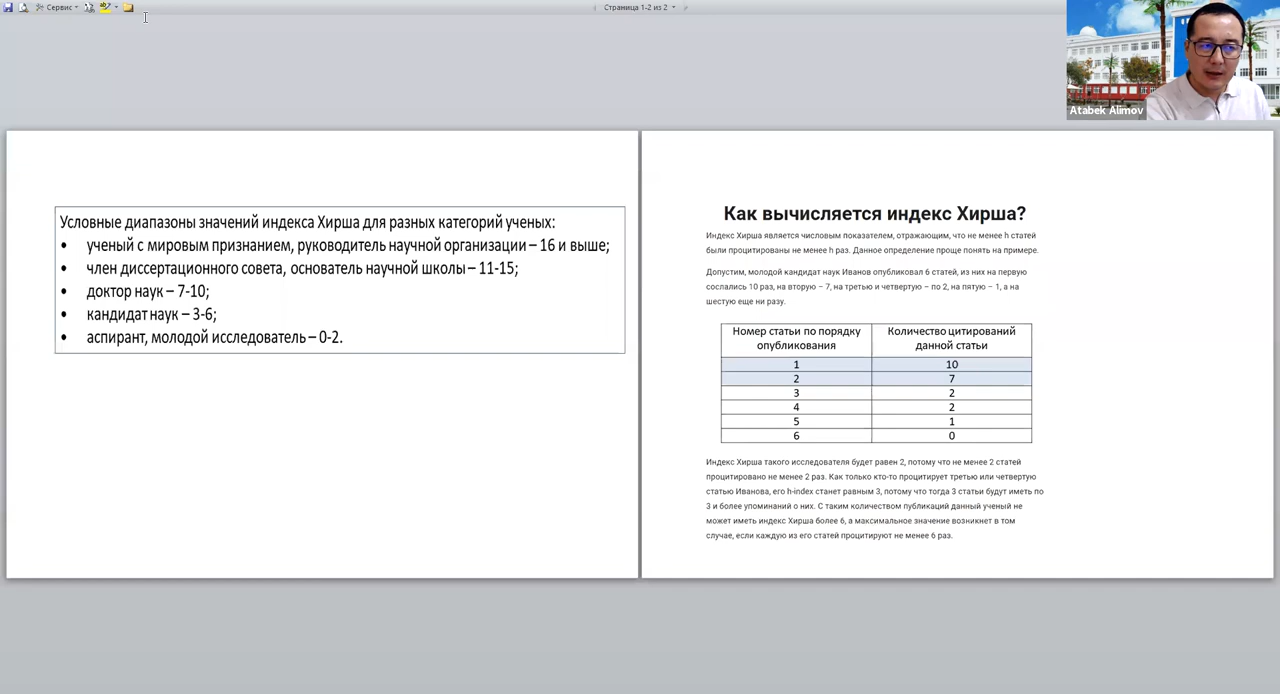 Сервис
Страница 1-2 из 2
Atabek Alimov
Условные диапазоны значений индекса Хирша для разных категорий ученых:
• ученый с мировым признанием, руководитель научной организации – 16 и выше;
• член диссертационного совета, основатель научной школы – 11-15;
• доктор наук – 7-10;
• кандидат наук – 3-6;
• аспирант, молодой исследователь – 0-2.
Как вычисляется индекс Хирша?
Индекс Хирша является числовым показателем, отражающим, что не менее h статей
были процитированы не менее h раз. Данное определение проще понять на примере.
Допустим, молодой кандидат наук Иванов опубликовал 6 статей, из них на первую
сослались 10 раз, на вторую – 7, на третью и четвертую – по 2, на пятую – 1, а на
шестую еще ни разу.
Номер статьи по порядку Количество цитирований
опубликования данной статьи
1 10
2 7
3 2
4 2
5 1
6 0
Индекс Хирша такого исследователя будет равен 2, потому что не менее 2 статей
процитировано не менее 2 раз. Как только кто-то процитирует третью или четвертую
статью Иванова, его h-index станет равным 3, потому что тогда 3 статьи будут иметь по
3 и более упоминаний о них. С таким количеством публикаций данный ученый не
может иметь индекс Хирша более 6, а максимальное значение возникнет в том
случае, если каждую из его статей процитируют не менее 6 раз.